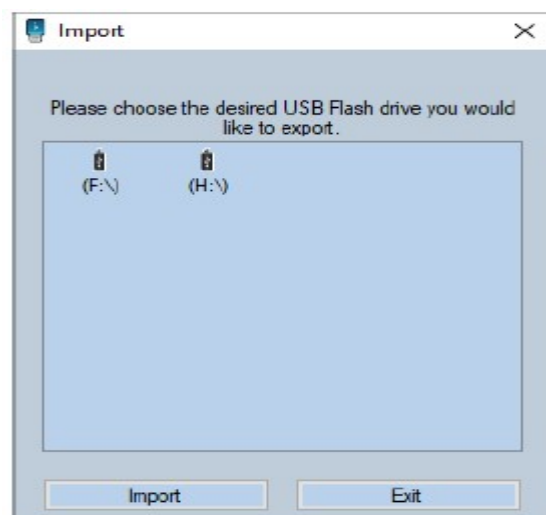 Import
Please choose the desired USB Flash drive you would
like to export.
(F:\) (H:\)
Import Exit